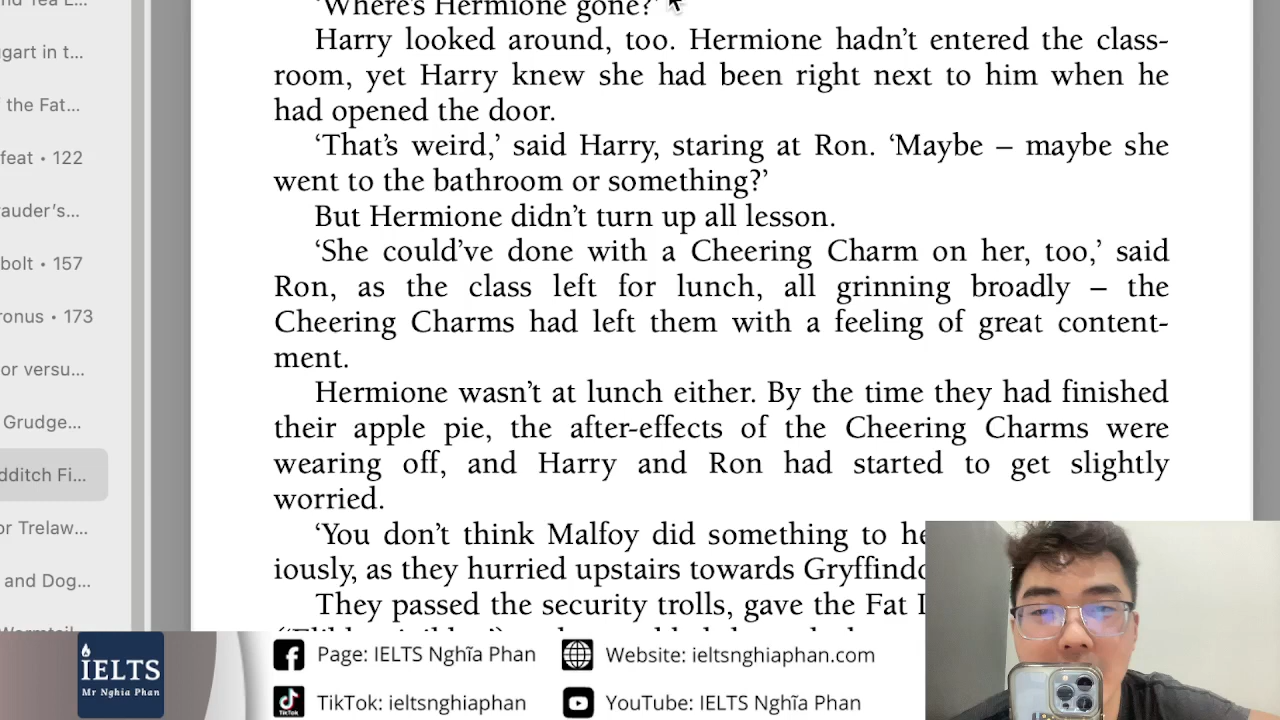 nd Tea L...
ggart in t...
' the Fat...
feat • 122
auder's...
bolt • 157
ronus • 173
or versu...
Grudge...
dditch Fi...
or Trelaw...
and Dog...
'Where's Hermione gone?'
Harry looked around, too. Hermione hadn't entered the class-
room, yet Harry knew she had been right next to him when he
had opened the door.
'That's weird,' said Harry, staring at Ron. 'Maybe – maybe she
went to the bathroom or something?'
But Hermione didn't turn up all lesson.
'She could've done with a Cheering Charm on her, too,' said
Ron, as the class left for lunch, all grinning broadly – the
Cheering Charms had left them with a feeling of great content-
ment.
Hermione wasn't at lunch either. By the time they had finished
their apple pie, the after-effects of the Cheering Charms were
wearing off, and Harry and Ron had started to get slightly
worried.
'You don't think Malfoy did something to he
iously, as they hurried upstairs towards Gryffindo
They passed the security trolls, gave the Fat L
IELTS
Mr Nghia Phan
Page: IELTS Nghĩa Phan
Website: ieltsnghiaphan.com
TikTok
TikTok: ieltsnghiaphan
YouTube: IELTS Nghĩa Phan